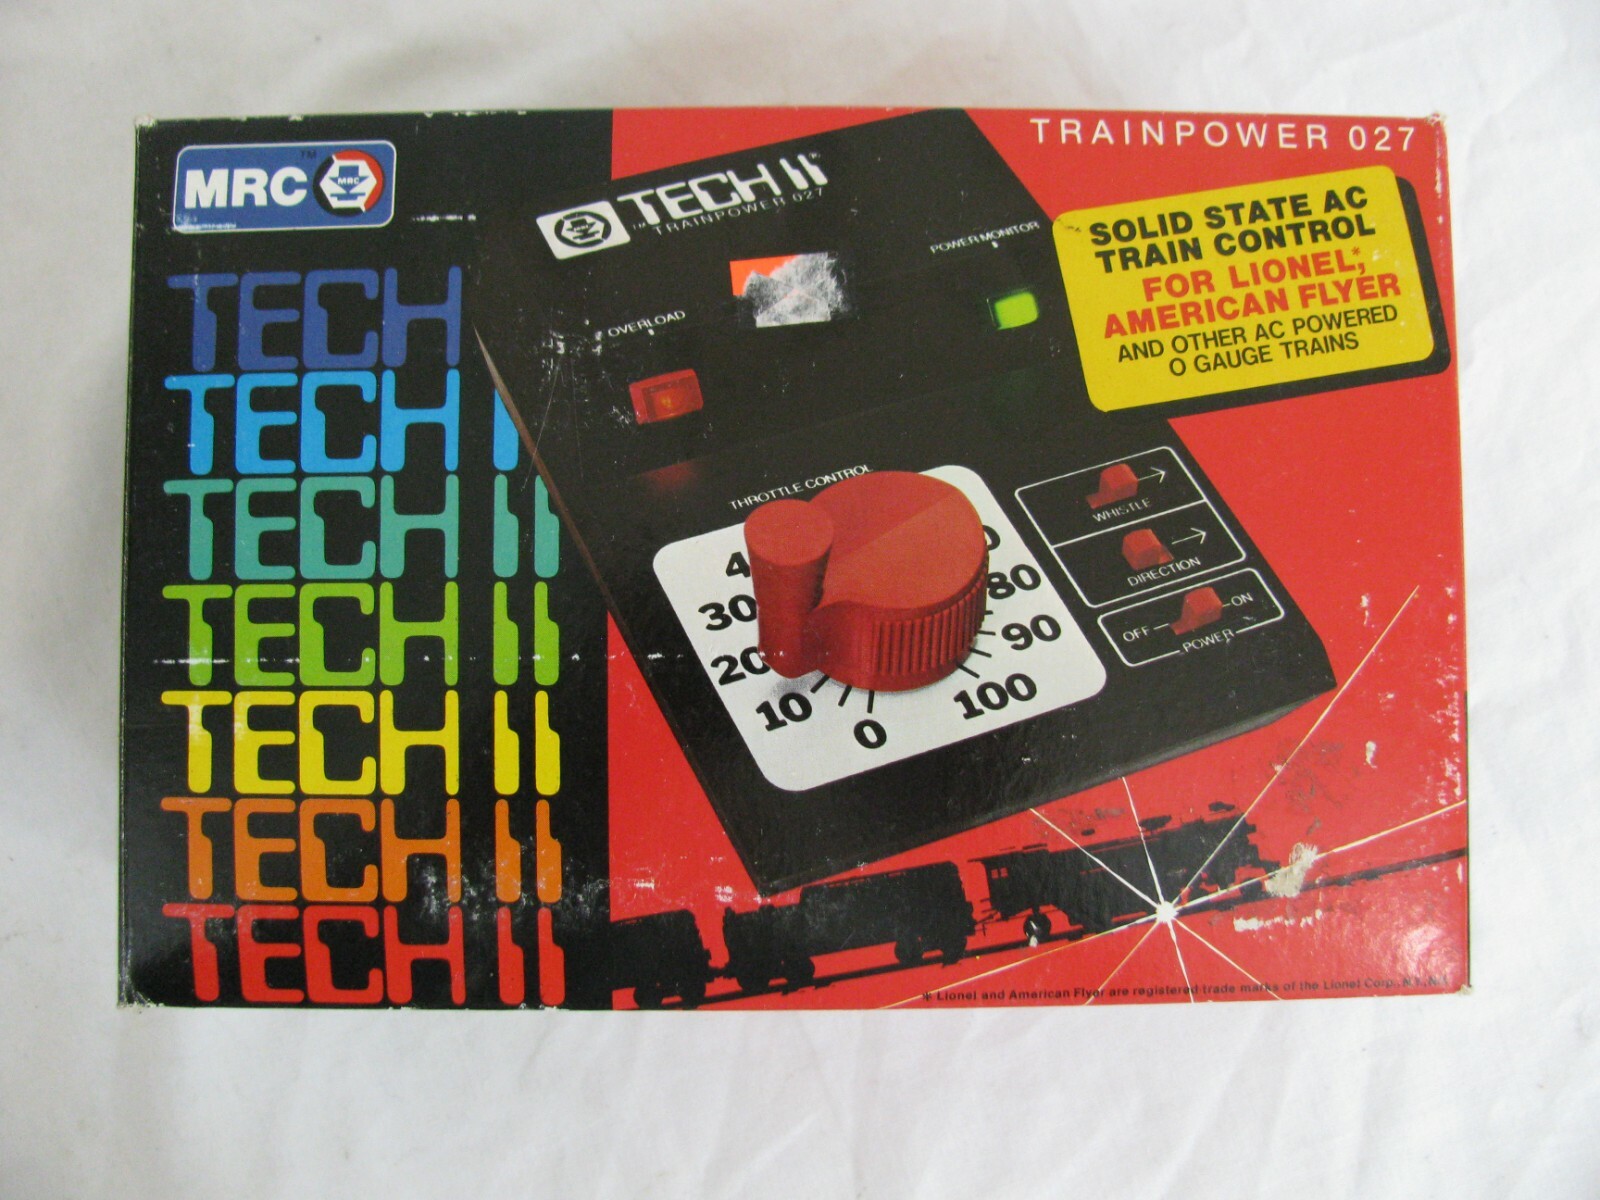 TRAINPOWER 027
MRC™
MRC
TECH II
™ TRAINPOWER 027
POWER MONITOR
OVERLOAD
SOLID STATE AC
TRAIN CONTROL
FOR LIONEL,*
AMERICAN FLYER
AND OTHER AC POWERED
O GAUGE TRAINS
TECH
TECH I
TECH II
TECH II
TECH II
TECH II
TECH II
THROTTLE CONTROL
4
30
20
10
0
80
90
100
WHISTLE
DIRECTION
ON
OFF
POWER
* Lionel and American Flyer are registered trade marks of the Lionel Corp.